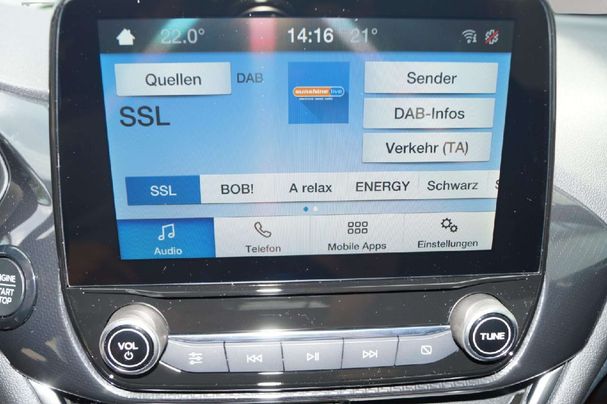 22.0° 14:16 21°
Quellen DAB sunshine live Sender
SSL DAB-Infos
Verkehr (TA)
SSL BOB! A relax ENERGY Schwarz S
Audio Telefon Mobile Apps Einstellungen
ENGINE
START
STOP
VOL TUNE